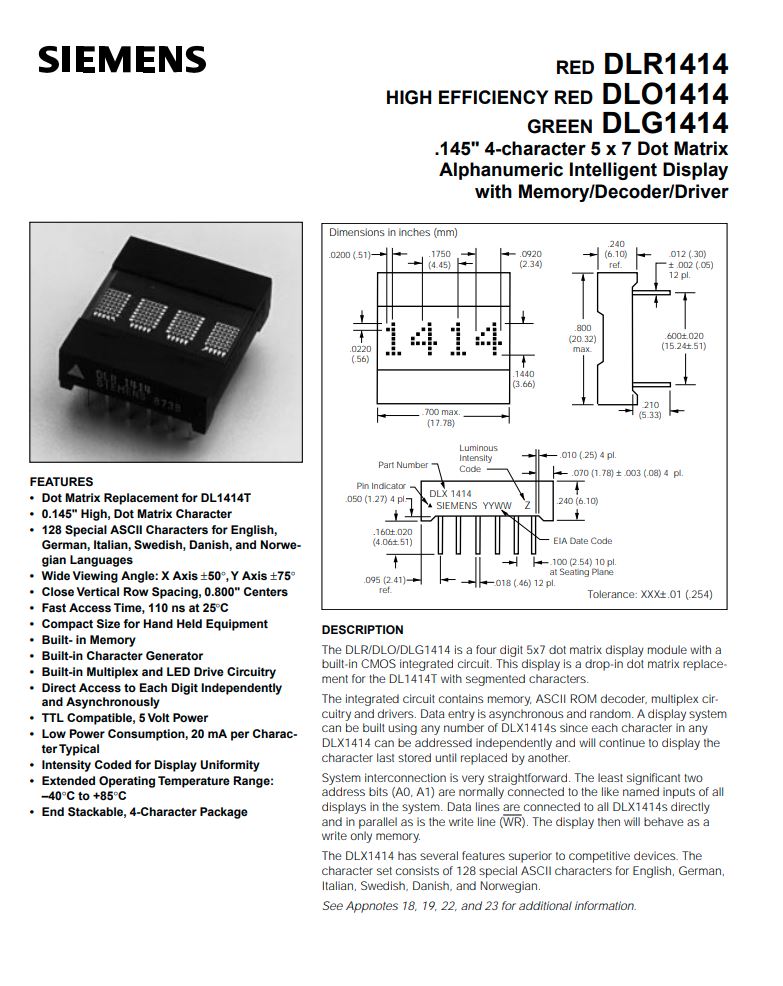 SIEMENS
RED DLR1414
HIGH EFFICIENCY RED DLO1414
GREEN DLG1414
.145" 4-character 5 x 7 Dot Matrix
Alphanumeric Intelligent Display
with Memory/Decoder/Driver
DLR 1414
SIEMENS 8738
Dimensions in inches (mm)
.0200 (.51)
.1750
(4.45)
.0920
(2.34)
.240
(6.10)
ref.
.012 (.30)
± .002 (.05)
12 pl.
1414
.0220
(.56)
.1440
(3.66)
.800
(20.32)
max.
.600±.020
(15.24±.51)
.700 max.
(17.78)
.210
(5.33)
Luminous
Intensity
Code
.010 (.25) 4 pl.
Part Number
.070 (1.78) ± .003 (.08) 4 pl.
Pin Indicator
.050 (1.27) 4 pl.
DLX 1414
SIEMENS YYWW Z
.240 (6.10)
.160±.020
(4.06±.51)
EIA Date Code
.100 (2.54) 10 pl.
at Seating Plane
.095 (2.41)
ref.
.018 (.46) 12 pl.
Tolerance: XXX±.01 (.254)
FEATURES
• Dot Matrix Replacement for DL1414T
• 0.145" High, Dot Matrix Character
• 128 Special ASCII Characters for English,
German, Italian, Swedish, Danish, and Norwe-
gian Languages
• Wide Viewing Angle: X Axis ±50°, Y Axis ±75°
• Close Vertical Row Spacing, 0.800" Centers
• Fast Access Time, 110 ns at 25°C
• Compact Size for Hand Held Equipment
• Built- in Memory
• Built-in Character Generator
• Built-in Multiplex and LED Drive Circuitry
• Direct Access to Each Digit Independently
and Asynchronously
• TTL Compatible, 5 Volt Power
• Low Power Consumption, 20 mA per Charac-
ter Typical
• Intensity Coded for Display Uniformity
• Extended Operating Temperature Range:
–40°C to +85°C
• End Stackable, 4-Character Package
DESCRIPTION
The DLR/DLO/DLG1414 is a four digit 5x7 dot matrix display module with a
built-in CMOS integrated circuit. This display is a drop-in dot matrix replace-
ment for the DL1414T with segmented characters.
The integrated circuit contains memory, ASCII ROM decoder, multiplex cir-
cuitry and drivers. Data entry is asynchronous and random. A display system
can be built using any number of DLX1414s since each character in any
DLX1414 can be addressed independently and will continue to display the
character last stored until replaced by another.
System interconnection is very straightforward. The least significant two
address bits (A0, A1) are normally connected to the like named inputs of all
displays in the system. Data lines are connected to all DLX1414s directly
and in parallel as is the write line (WR). The display then will behave as a
write only memory.
The DLX1414 has several features superior to competitive devices. The
character set consists of 128 special ASCII characters for English, German,
Italian, Swedish, Danish, and Norwegian.
See Appnotes 18, 19, 22, and 23 for additional information.